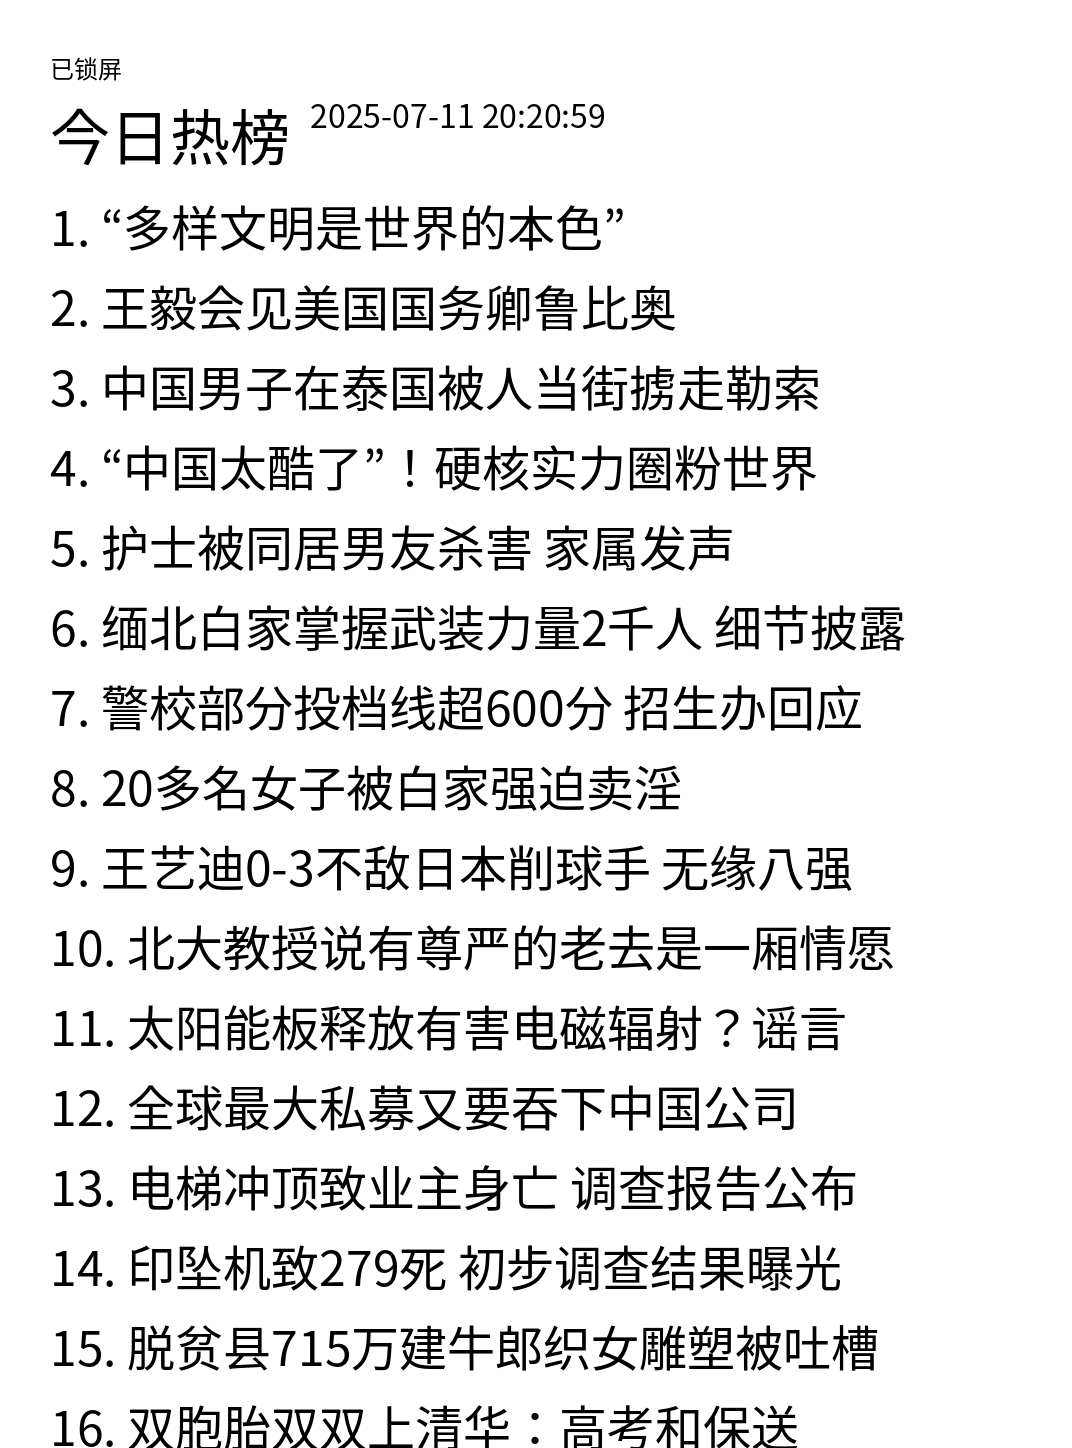 已锁屏
今日热榜 2025-07-11 20:20:59
1. “多样文明是世界的本色”
2. 王毅会见美国国务卿鲁比奥
3. 中国男子在泰国被人当街掳走勒索
4. “中国太酷了”！硬核实力圈粉世界
5. 护士被同居男友杀害 家属发声
6. 缅北白家掌握武装力量2千人 细节披露
7. 警校部分投档线超600分 招生办回应
8. 20多名女子被白家强迫卖淫
9. 王艺迪0-3不敌日本削球手 无缘八强
10. 北大教授说有尊严的老去是一厢情愿
11. 太阳能板释放有害电磁辐射？谣言
12. 全球最大私募又要吞下中国公司
13. 电梯冲顶致业主身亡 调查报告公布
14. 印坠机致279死 初步调查结果曝光
15. 脱贫县715万建牛郎织女雕塑被吐槽
16. 双胞胎双双上清华：高考和保送